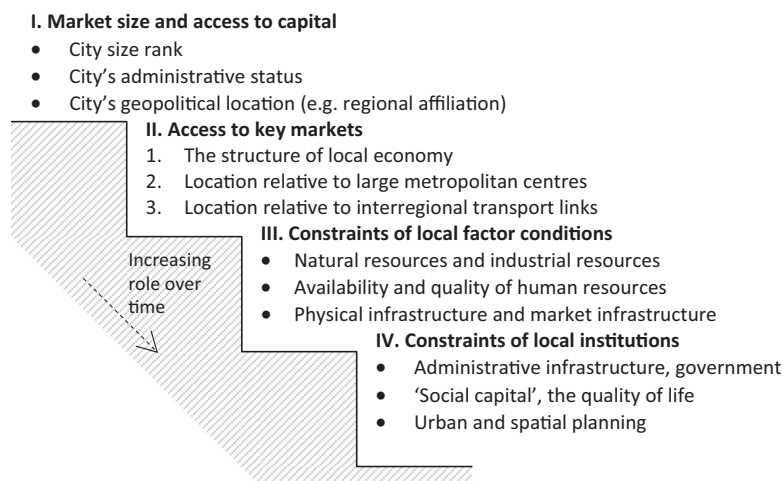 I. Market size and access to capital
● City size rank
● City's administrative status
● City's geopolitical location (e.g. regional affiliation)
II. Access to key markets
1. The structure of local economy
2. Location relative to large metropolitan centres
3. Location relative to interregional transport links
III. Constraints of local factor conditions
● Natural resources and industrial resources
● Availability and quality of human resources
● Physical infrastructure and market infrastructure
Increasing
role over
time
IV. Constraints of local institutions
● Administrative infrastructure, government
● ‘Social capital’, the quality of life
● Urban and spatial planning